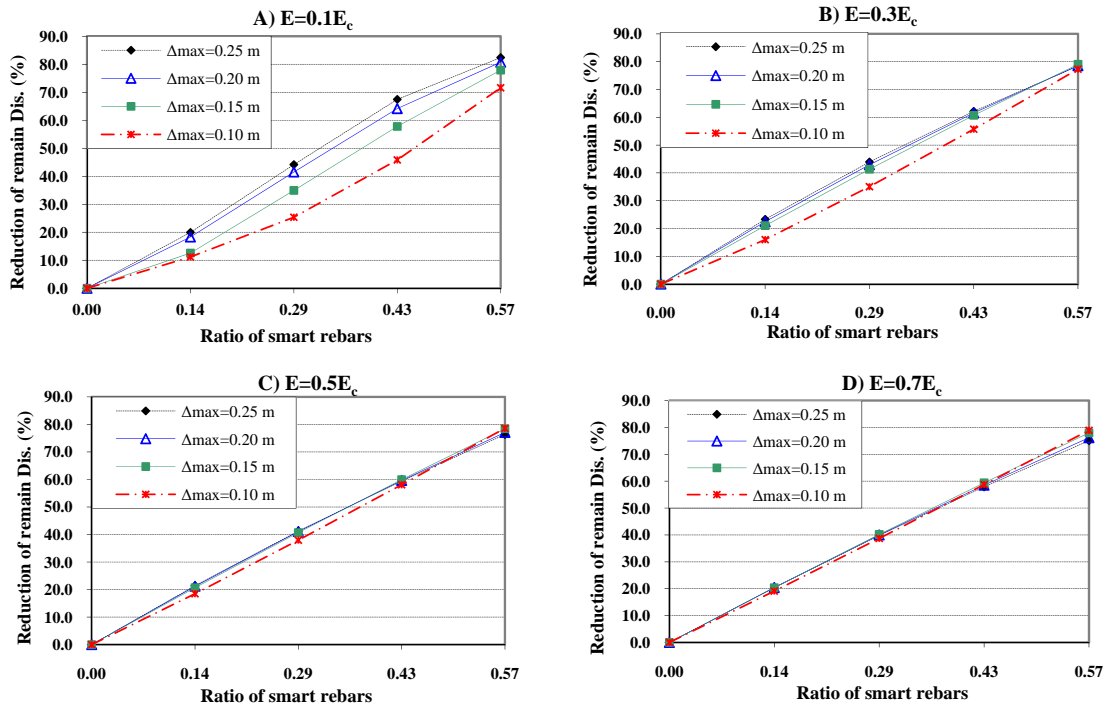 A) E=0.1Ec
Reduction of remain Dis. (%)
90.0
80.0
70.0
60.0
50.0
40.0
30.0
20.0
10.0
0.0
Δmax=0.25 m
Δmax=0.20 m
Δmax=0.15 m
Δmax=0.10 m
0.00 0.14 0.29 0.43 0.57
Ratio of smart rebars
B) E=0.3Ec
Reduction of remain Dis. (%)
90.0
80.0
70.0
60.0
50.0
40.0
30.0
20.0
10.0
0.0
Δmax=0.25 m
Δmax=0.20 m
Δmax=0.15 m
Δmax=0.10 m
0.00 0.14 0.29 0.43 0.57
Ratio of smart rebars
C) E=0.5Ec
Reduction of remain Dis. (%)
90.0
80.0
70.0
60.0
50.0
40.0
30.0
20.0
10.0
0.0
Δmax=0.25 m
Δmax=0.20 m
Δmax=0.15 m
Δmax=0.10 m
0.00 0.14 0.29 0.43 0.57
Ratio of smart rebars
D) E=0.7Ec
Reduction of remain Dis. (%)
90.0
80.0
70.0
60.0
50.0
40.0
30.0
20.0
10.0
0.0
Δmax=0.25 m
Δmax=0.20 m
Δmax=0.15 m
Δmax=0.10 m
0.00 0.14 0.29 0.43 0.57
Ratio of smart rebars